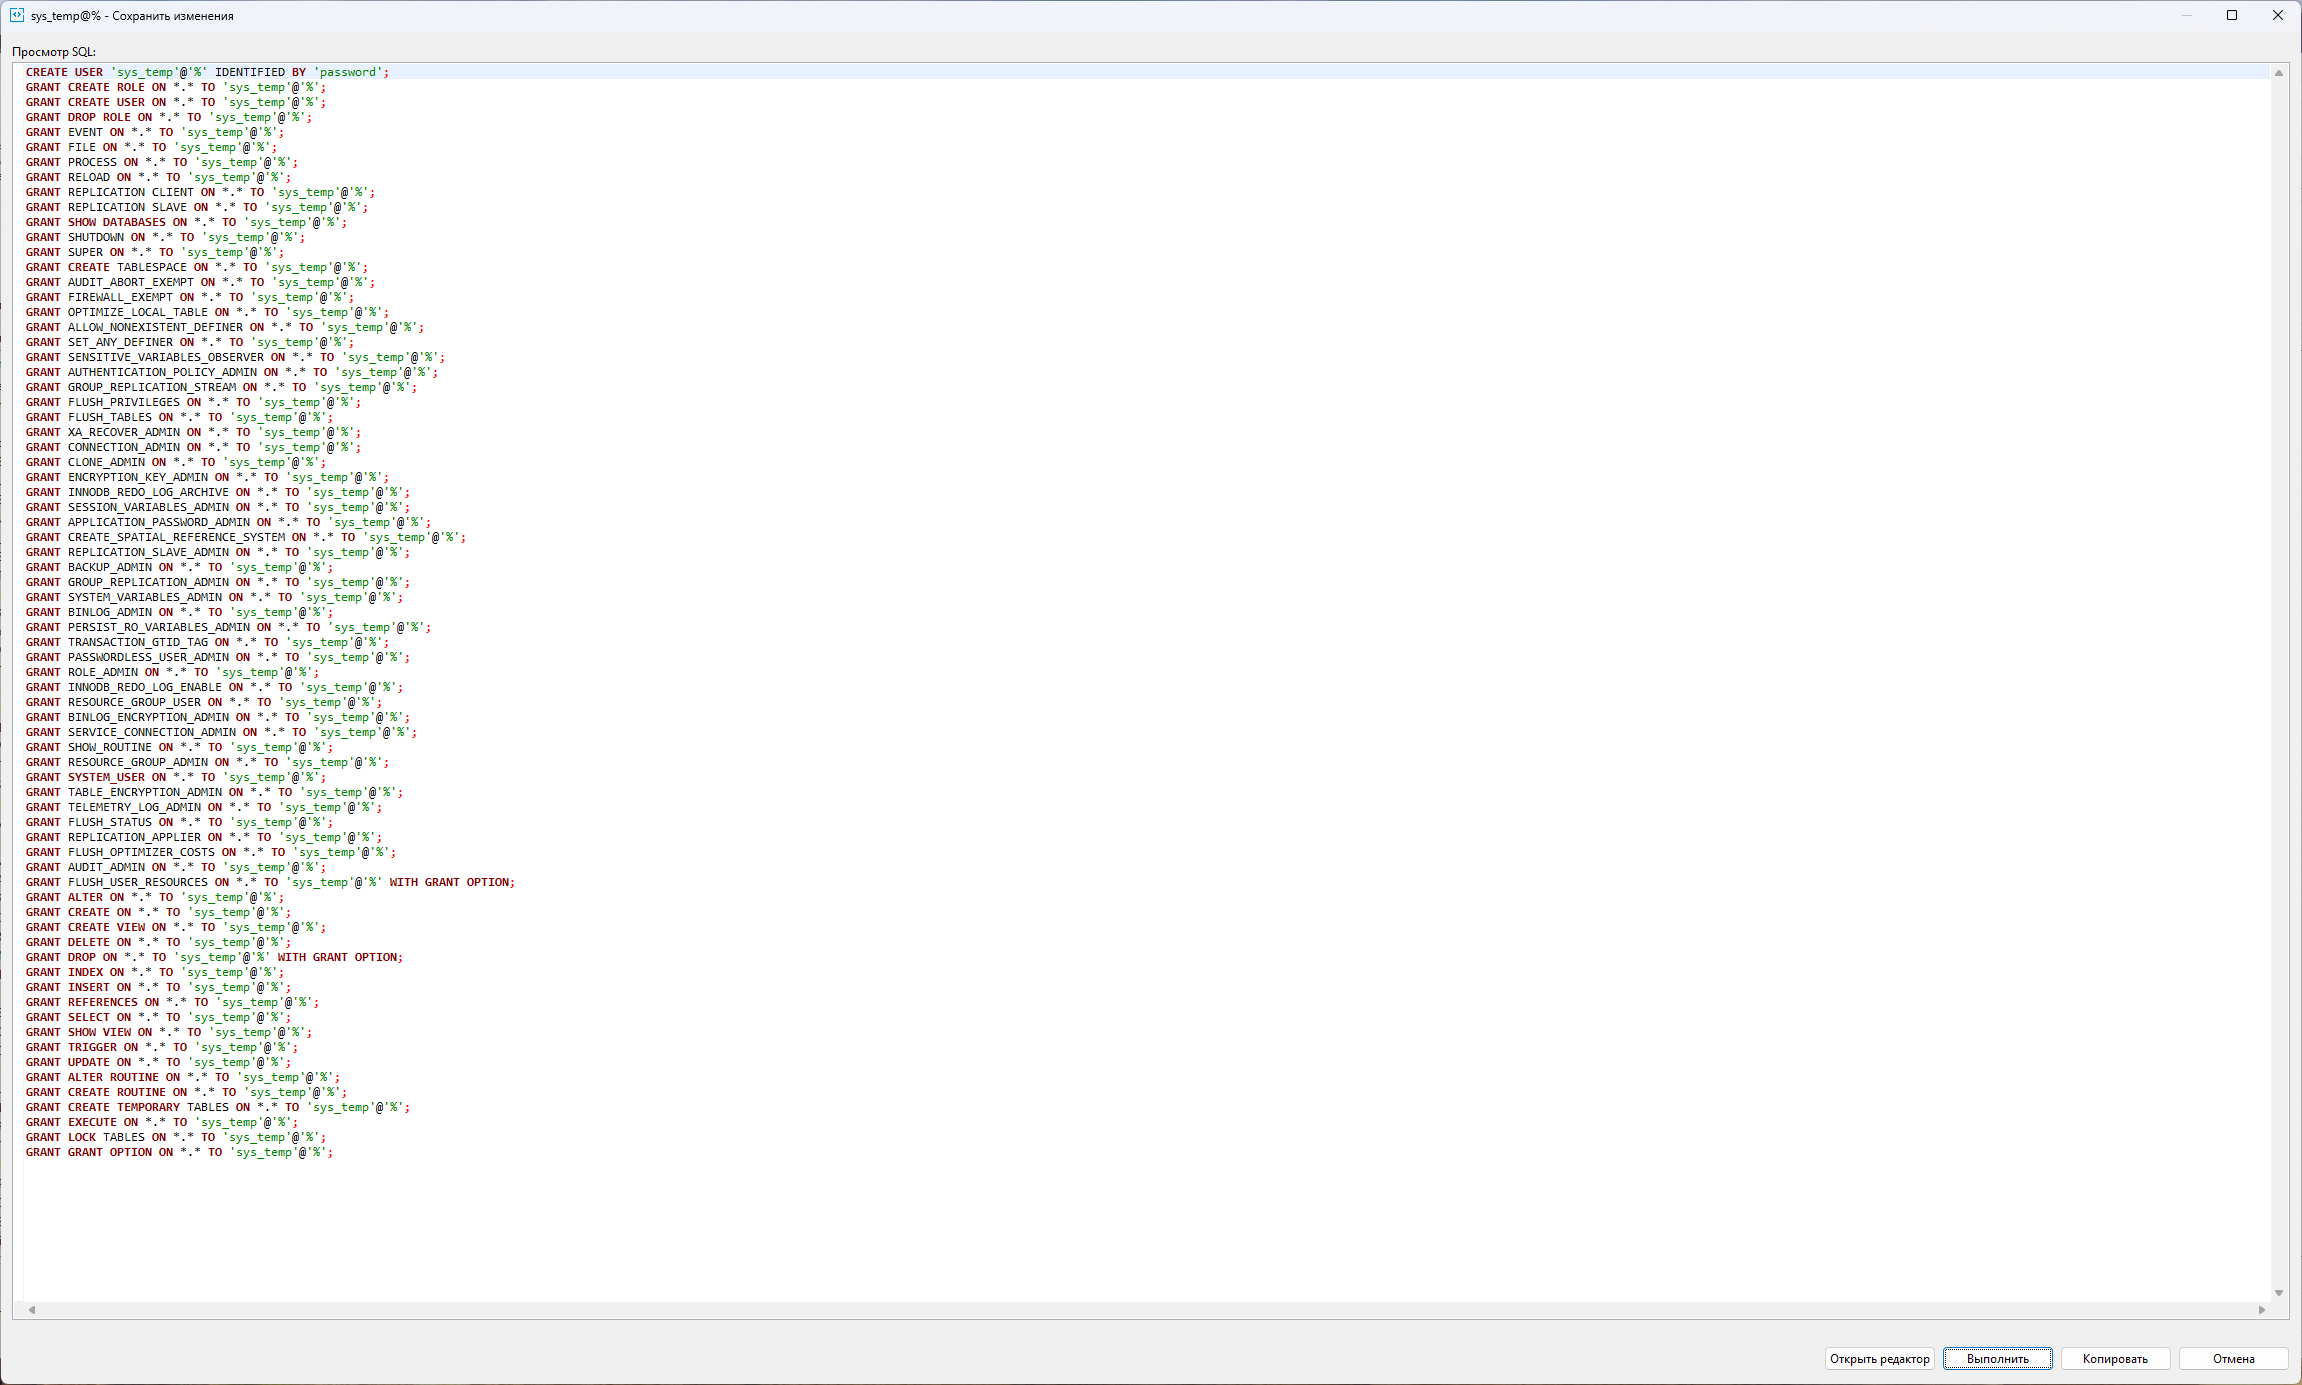 sys_temp@% - Сохранить изменения
Просмотр SQL:
CREATE USER 'sys_temp'@'%' IDENTIFIED BY 'password';
GRANT CREATE ROLE ON *.* TO 'sys_temp'@'%';
GRANT CREATE USER ON *.* TO 'sys_temp'@'%';
GRANT DROP ROLE ON *.* TO 'sys_temp'@'%';
GRANT EVENT ON *.* TO 'sys_temp'@'%';
GRANT FILE ON *.* TO 'sys_temp'@'%';
GRANT PROCESS ON *.* TO 'sys_temp'@'%';
GRANT RELOAD ON *.* TO 'sys_temp'@'%';
GRANT REPLICATION CLIENT ON *.* TO 'sys_temp'@'%';
GRANT REPLICATION SLAVE ON *.* TO 'sys_temp'@'%';
GRANT SHOW DATABASES ON *.* TO 'sys_temp'@'%';
GRANT SHUTDOWN ON *.* TO 'sys_temp'@'%';
GRANT SUPER ON *.* TO 'sys_temp'@'%';
GRANT CREATE TABLESPACE ON *.* TO 'sys_temp'@'%';
GRANT AUDIT_ABORT_EXEMPT ON *.* TO 'sys_temp'@'%';
GRANT FIREWALL_EXEMPT ON *.* TO 'sys_temp'@'%';
GRANT OPTIMIZE_LOCAL_TABLE ON *.* TO 'sys_temp'@'%';
GRANT ALLOW_NONEXISTENT_DEFINER ON *.* TO 'sys_temp'@'%';
GRANT SET_ANY_DEFINER ON *.* TO 'sys_temp'@'%';
GRANT SENSITIVE_VARIABLES_OBSERVER ON *.* TO 'sys_temp'@'%';
GRANT AUTHENTICATION_POLICY_ADMIN ON *.* TO 'sys_temp'@'%';
GRANT GROUP_REPLICATION_STREAM ON *.* TO 'sys_temp'@'%';
GRANT FLUSH_PRIVILEGES ON *.* TO 'sys_temp'@'%';
GRANT FLUSH_TABLES ON *.* TO 'sys_temp'@'%';
GRANT XA_RECOVER_ADMIN ON *.* TO 'sys_temp'@'%';
GRANT CONNECTION_ADMIN ON *.* TO 'sys_temp'@'%';
GRANT CLONE_ADMIN ON *.* TO 'sys_temp'@'%';
GRANT ENCRYPTION_KEY_ADMIN ON *.* TO 'sys_temp'@'%';
GRANT INNODB_REDO_LOG_ARCHIVE ON *.* TO 'sys_temp'@'%';
GRANT SESSION_VARIABLES_ADMIN ON *.* TO 'sys_temp'@'%';
GRANT APPLICATION_PASSWORD_ADMIN ON *.* TO 'sys_temp'@'%';
GRANT CREATE_SPATIAL_REFERENCE_SYSTEM ON *.* TO 'sys_temp'@'%';
GRANT REPLICATION_SLAVE_ADMIN ON *.* TO 'sys_temp'@'%';
GRANT BACKUP_ADMIN ON *.* TO 'sys_temp'@'%';
GRANT GROUP_REPLICATION_ADMIN ON *.* TO 'sys_temp'@'%';
GRANT SYSTEM_VARIABLES_ADMIN ON *.* TO 'sys_temp'@'%';
GRANT BINLOG_ADMIN ON *.* TO 'sys_temp'@'%';
GRANT PERSIST_RO_VARIABLES_ADMIN ON *.* TO 'sys_temp'@'%';
GRANT TRANSACTION_GTID_TAG ON *.* TO 'sys_temp'@'%';
GRANT PASSWORDLESS_USER_ADMIN ON *.* TO 'sys_temp'@'%';
GRANT ROLE_ADMIN ON *.* TO 'sys_temp'@'%';
GRANT INNODB_REDO_LOG_ENABLE ON *.* TO 'sys_temp'@'%';
GRANT RESOURCE_GROUP_USER ON *.* TO 'sys_temp'@'%';
GRANT BINLOG_ENCRYPTION_ADMIN ON *.* TO 'sys_temp'@'%';
GRANT SERVICE_CONNECTION_ADMIN ON *.* TO 'sys_temp'@'%';
GRANT SHOW_ROUTINE ON *.* TO 'sys_temp'@'%';
GRANT RESOURCE_GROUP_ADMIN ON *.* TO 'sys_temp'@'%';
GRANT SYSTEM_USER ON *.* TO 'sys_temp'@'%';
GRANT TABLE_ENCRYPTION_ADMIN ON *.* TO 'sys_temp'@'%';
GRANT TELEMETRY_LOG_ADMIN ON *.* TO 'sys_temp'@'%';
GRANT FLUSH_STATUS ON *.* TO 'sys_temp'@'%';
GRANT REPLICATION_APPLIER ON *.* TO 'sys_temp'@'%';
GRANT FLUSH_OPTIMIZER_COSTS ON *.* TO 'sys_temp'@'%';
GRANT AUDIT_ADMIN ON *.* TO 'sys_temp'@'%';
GRANT FLUSH_USER_RESOURCES ON *.* TO 'sys_temp'@'%' WITH GRANT OPTION;
GRANT ALTER ON *.* TO 'sys_temp'@'%';
GRANT CREATE ON *.* TO 'sys_temp'@'%';
GRANT CREATE VIEW ON *.* TO 'sys_temp'@'%';
GRANT DELETE ON *.* TO 'sys_temp'@'%';
GRANT DROP ON *.* TO 'sys_temp'@'%' WITH GRANT OPTION;
GRANT INDEX ON *.* TO 'sys_temp'@'%';
GRANT INSERT ON *.* TO 'sys_temp'@'%';
GRANT REFERENCES ON *.* TO 'sys_temp'@'%';
GRANT SELECT ON *.* TO 'sys_temp'@'%';
GRANT SHOW VIEW ON *.* TO 'sys_temp'@'%';
GRANT TRIGGER ON *.* TO 'sys_temp'@'%';
GRANT UPDATE ON *.* TO 'sys_temp'@'%';
GRANT ALTER ROUTINE ON *.* TO 'sys_temp'@'%';
GRANT CREATE ROUTINE ON *.* TO 'sys_temp'@'%';
GRANT CREATE TEMPORARY TABLES ON *.* TO 'sys_temp'@'%';
GRANT EXECUTE ON *.* TO 'sys_temp'@'%';
GRANT LOCK TABLES ON *.* TO 'sys_temp'@'%';
GRANT GRANT OPTION ON *.* TO 'sys_temp'@'%';
Открыть редактор Выполнить Копировать Отмена